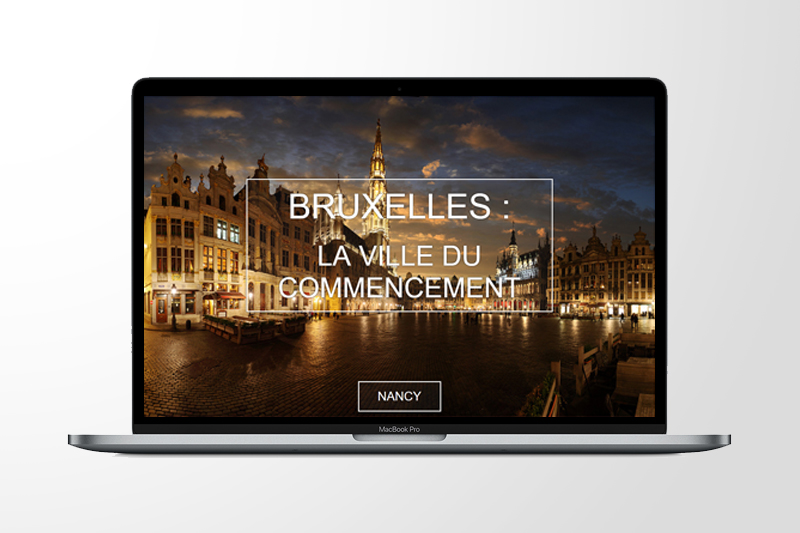 BRUXELLES :
LA VILLE DU
COMMENCEMENT
NANCY
MacBook Pro